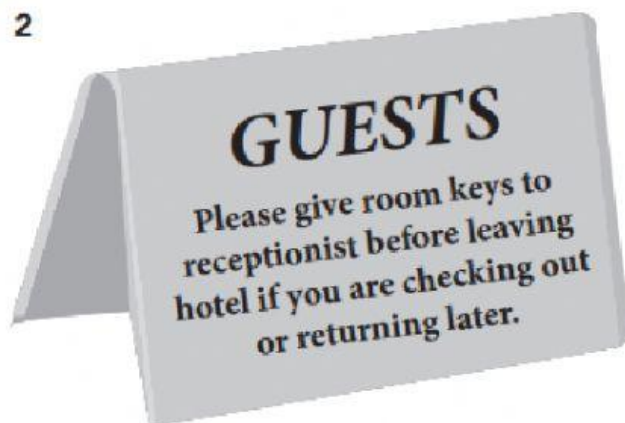 2
GUESTS
Please give room keys to
receptionist before leaving
hotel if you are checking out
or returning later.